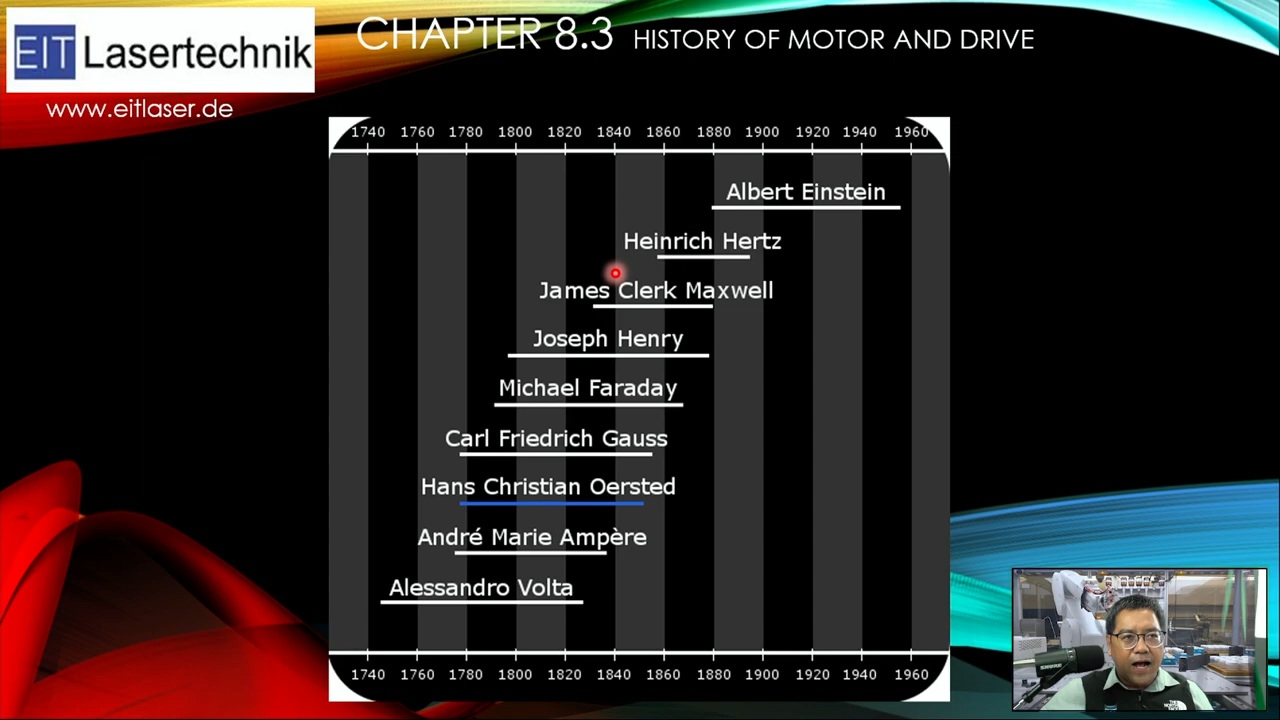 EIT Lasertechnik
CHAPTER 8.3 HISTORY OF MOTOR AND DRIVE
www.eitlaser.de
1740 1760 1780 1800 1820 1840 1860 1880 1900 1920 1940 1960
Albert Einstein
Heinrich Hertz
James Clerk Maxwell
Joseph Henry
Michael Faraday
Carl Friedrich Gauss
Hans Christian Oersted
André Marie Ampère
Alessandro Volta
1740 1760 1780 1800 1820 1840 1860 1880 1900 1920 1940 1960